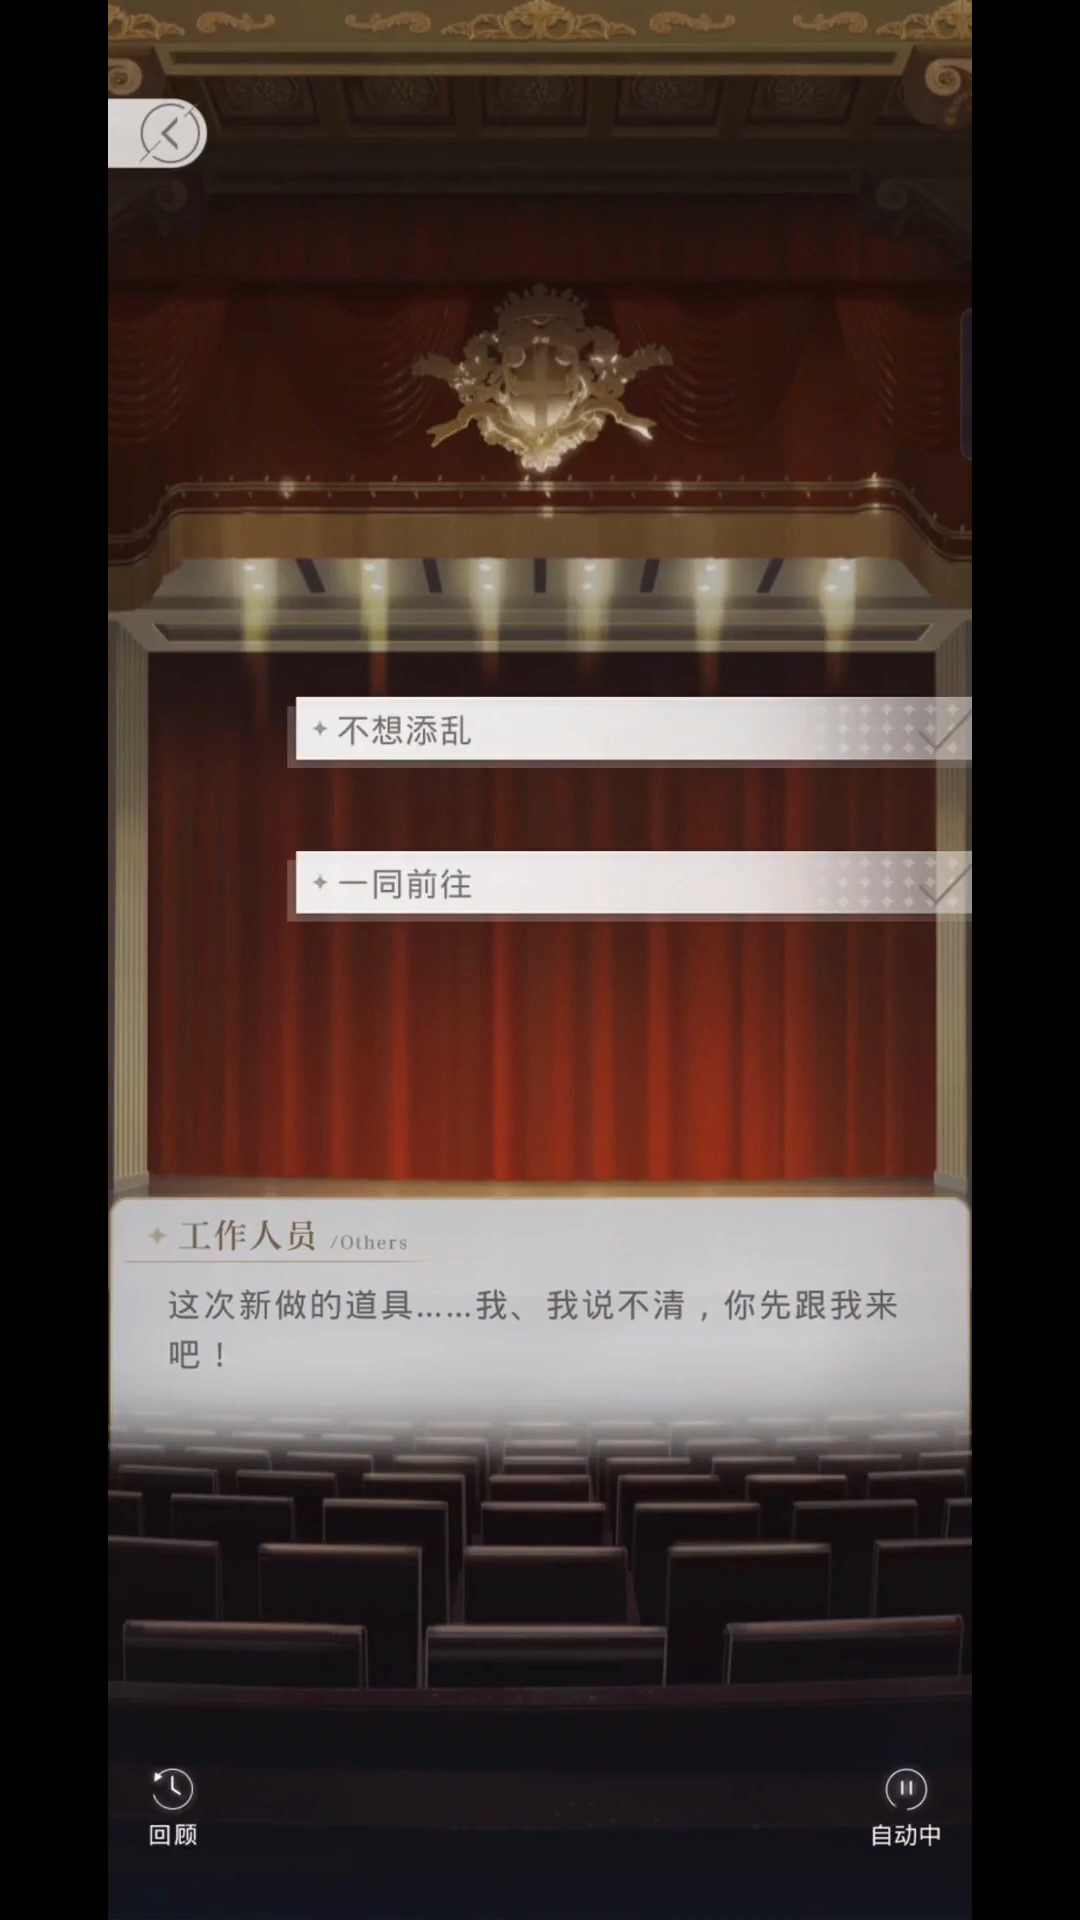 不想添乱
一同前往
工作人员 /Others
这次新做的道具……我、我说不清，你先跟我来
吧！
回顾
自动中